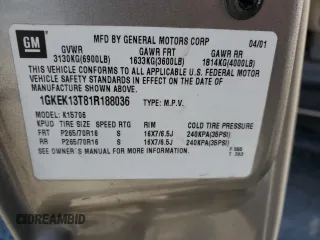 GM
MFD BY GENERAL MOTORS CORP 04/01
GVWR GAWR FRT GAWR RR
3130KG(6900LB) 1633KG(3600LB) 1814KG(4000LB)
THIS VEHICLE CONFORMS TO ALL APPLICABLE U.S.
FEDERAL MOTOR VEHICLE SAFETY STANDARDS IN
EFFECT ON THE DATE OF MANUFACTURE SHOWN
ABOVE.
1GKEK13T81R188036 TYPE: M.P.V.
MODEL: K15706
KPUD TIRE SIZE SPEED RTG RIM COLD TIRE PRESSURE
FRT P265/70R16 S 16X7/6.5J 240KPA(35PSI)
RR P265/70R16 S 16X7/6.5J 240KPA(35PSI)
SEE OWNER'S MANUAL FOR MORE INFORMATION
IDREAMBID